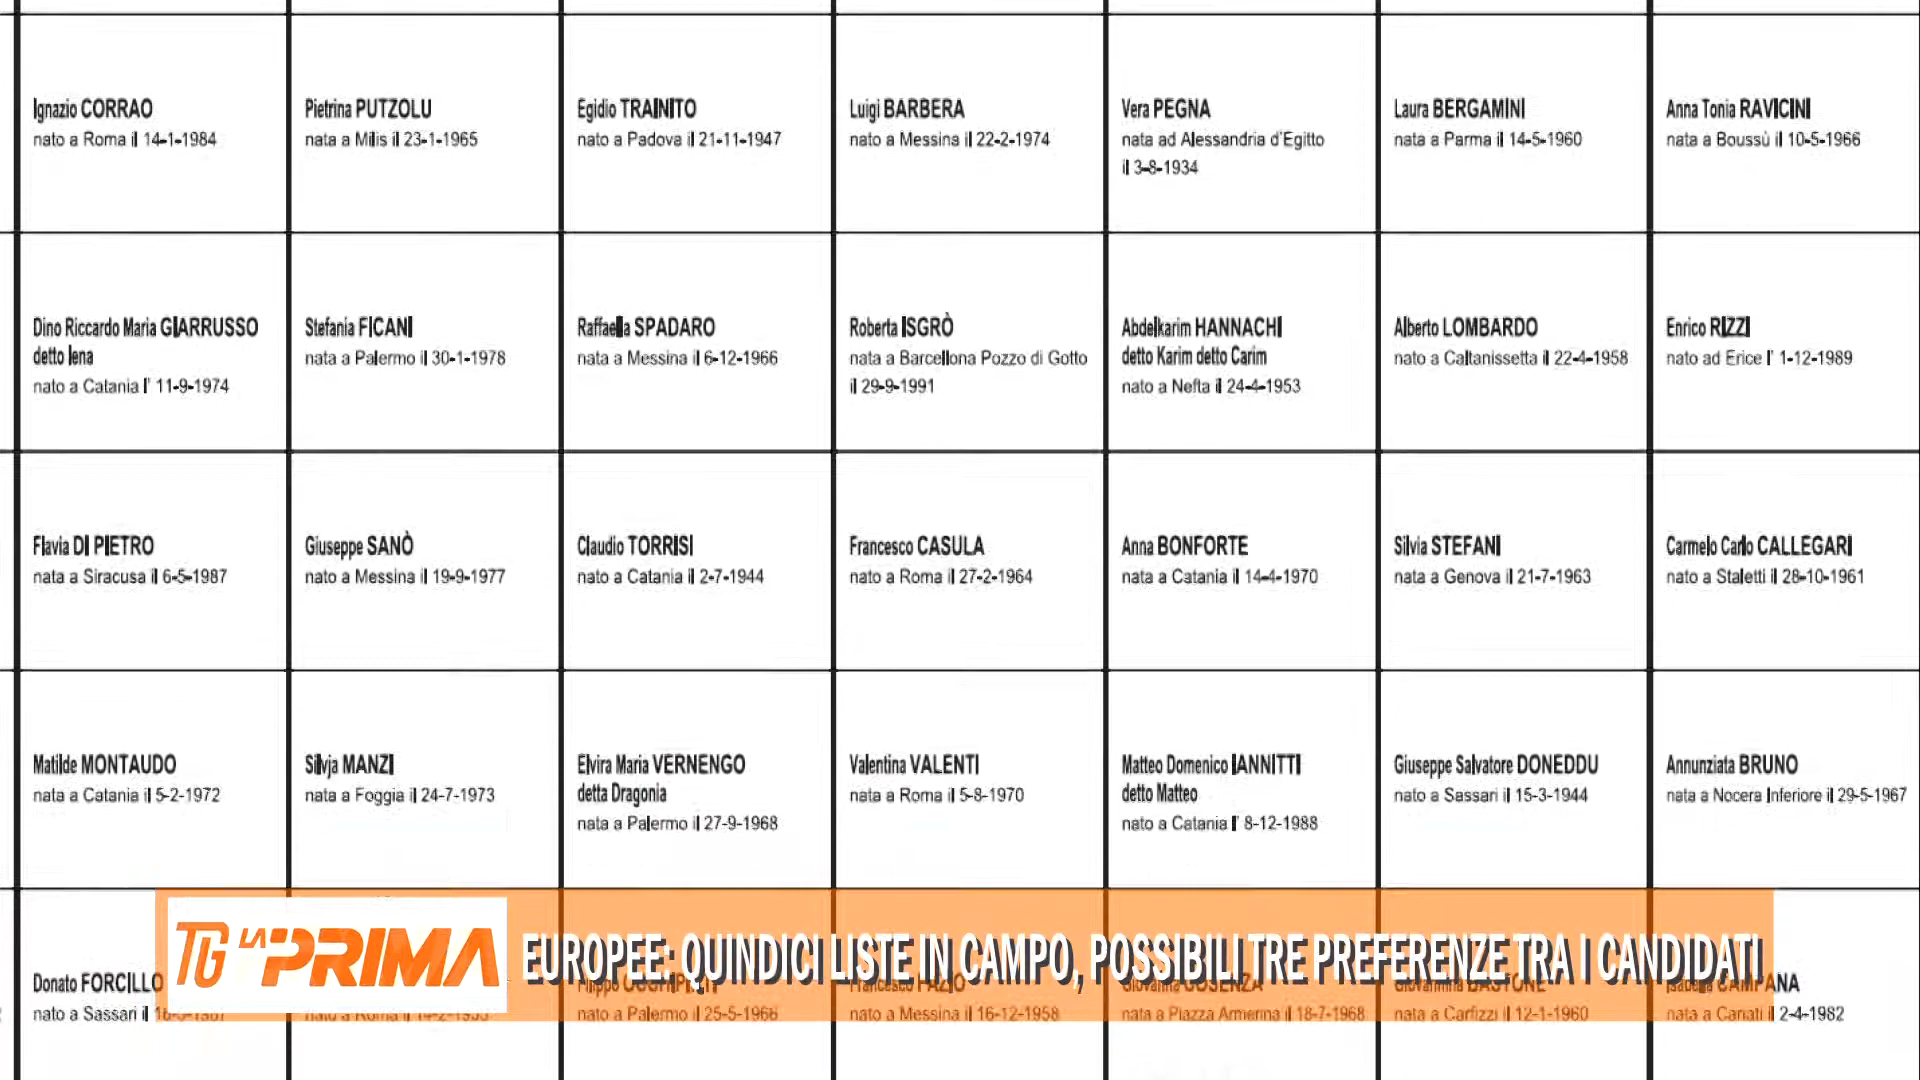 Ignazio CORRAO
nato a Roma il 14-1-1984
Pietrina PUTZOLU
nata a Milis il 23-1-1965
Egidio TRAINITO
nato a Padova il 21-11-1947
Luigi BARBERA
nato a Messina il 22-2-1974
Vera PEGNA
nata ad Alessandria d'Egitto
il 3-8-1934
Laura BERGAMINI
nata a Parma il 14-5-1960
Anna Tonia RAVICINI
nata a Boussù il 10-5-1966
Dino Riccardo Maria GIARRUSSO
detto Iena
nato a Catania l' 11-9-1974
Stefania FICANI
nata a Palermo il 30-1-1978
Raffaella SPADARO
nata a Messina il 6-12-1966
Roberta ISGRÒ
nata a Barcellona Pozzo di Gotto
il 29-9-1991
Abdelkarim HANNACHI
detto Karim detto Carim
nato a Nefta il 24-4-1953
Alberto LOMBARDO
nato a Caltanissetta il 22-4-1958
Enrico RIZZI
nato ad Erice l' 1-12-1989
Flavia DI PIETRO
nata a Siracusa il 6-5-1987
Giuseppe SANÒ
nato a Messina il 19-9-1977
Claudio TORRISI
nato a Catania il 2-7-1944
Francesco CASULA
nato a Roma il 27-2-1964
Anna BONFORTE
nata a Catania il 14-4-1970
Silvia STEFANI
nata a Genova il 21-7-1963
Carmelo Carlo CALLEGARI
nato a Staletti il 28-10-1961
Matilde MONTAUDO
nata a Catania il 5-2-1972
Silvja MANZI
nata a Foggia il 24-7-1973
Elvira Maria VERNENGO
detta Dragonia
nata a Palermo il 27-9-1968
Valentina VALENTI
nata a Roma il 5-8-1970
Matteo Domenico IANNITTI
detto Matteo
nato a Catania l' 8-12-1988
Giuseppe Salvatore DONEDDU
nato a Sassari il 15-3-1944
Annunziata BRUNO
nata a Nocera Inferiore il 29-5-1967
Donato FORCILLO
nato a Sassari il
nata a Roma il
Filippo
nato a Palermo il 25-5-1966
Francesco FAZIO
nato a Messina il 16-12-1958
Giovanna COSENZA
nata a Piazza Armerina il 18-7-1968
Giovannina BASTONE
nata a Carfizzi il 12-1-1960
Isabella CAMPANA
nata a Cariati il 2-4-1982
TG LA PRIMA
EUROPEE: QUINDICI LISTE IN CAMPO, POSSIBILI TRE PREFERENZE TRA I CANDIDATI